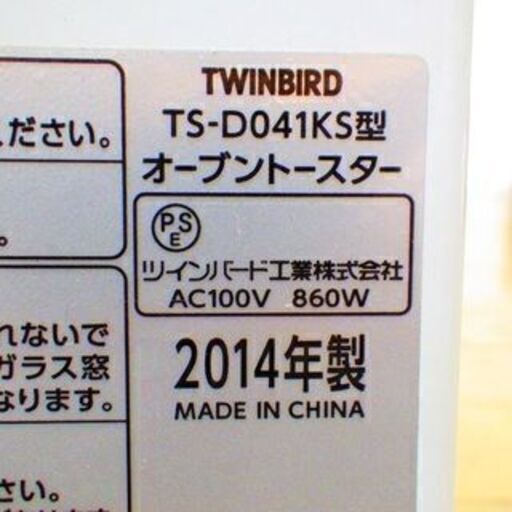 TWINBIRD
TS-D041KS型
オーブントースター
PS
E
ツインバード工業株式会社
AC100V 860W
2014年製
MADE IN CHINA
ださい。
。
れないで
ガラス窓
なります。
さい。